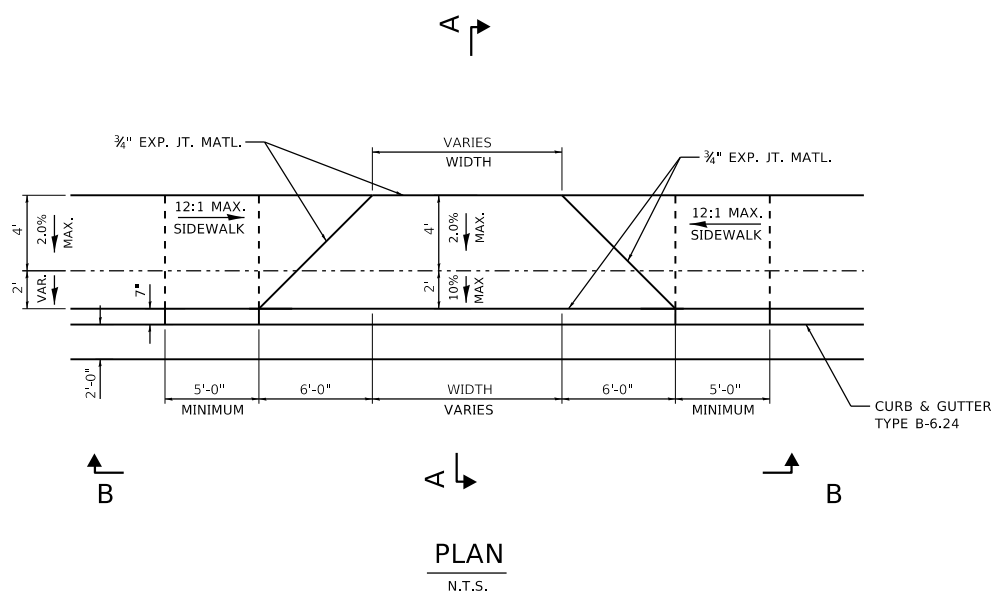 A
¾" EXP. JT. MATL.
VARIES
WIDTH
¾" EXP. JT. MATL.
4'
2.0%
MAX.
12:1 MAX.
SIDEWALK
4'
2.0%
MAX.
12:1 MAX.
SIDEWALK
2'
VAR.
7"
2'
10%
MAX
2'-0"
5'-0"
MINIMUM
6'-0"
WIDTH
VARIES
6'-0"
5'-0"
MINIMUM
CURB & GUTTER
TYPE B-6.24
B
A
B
PLAN
N.T.S.